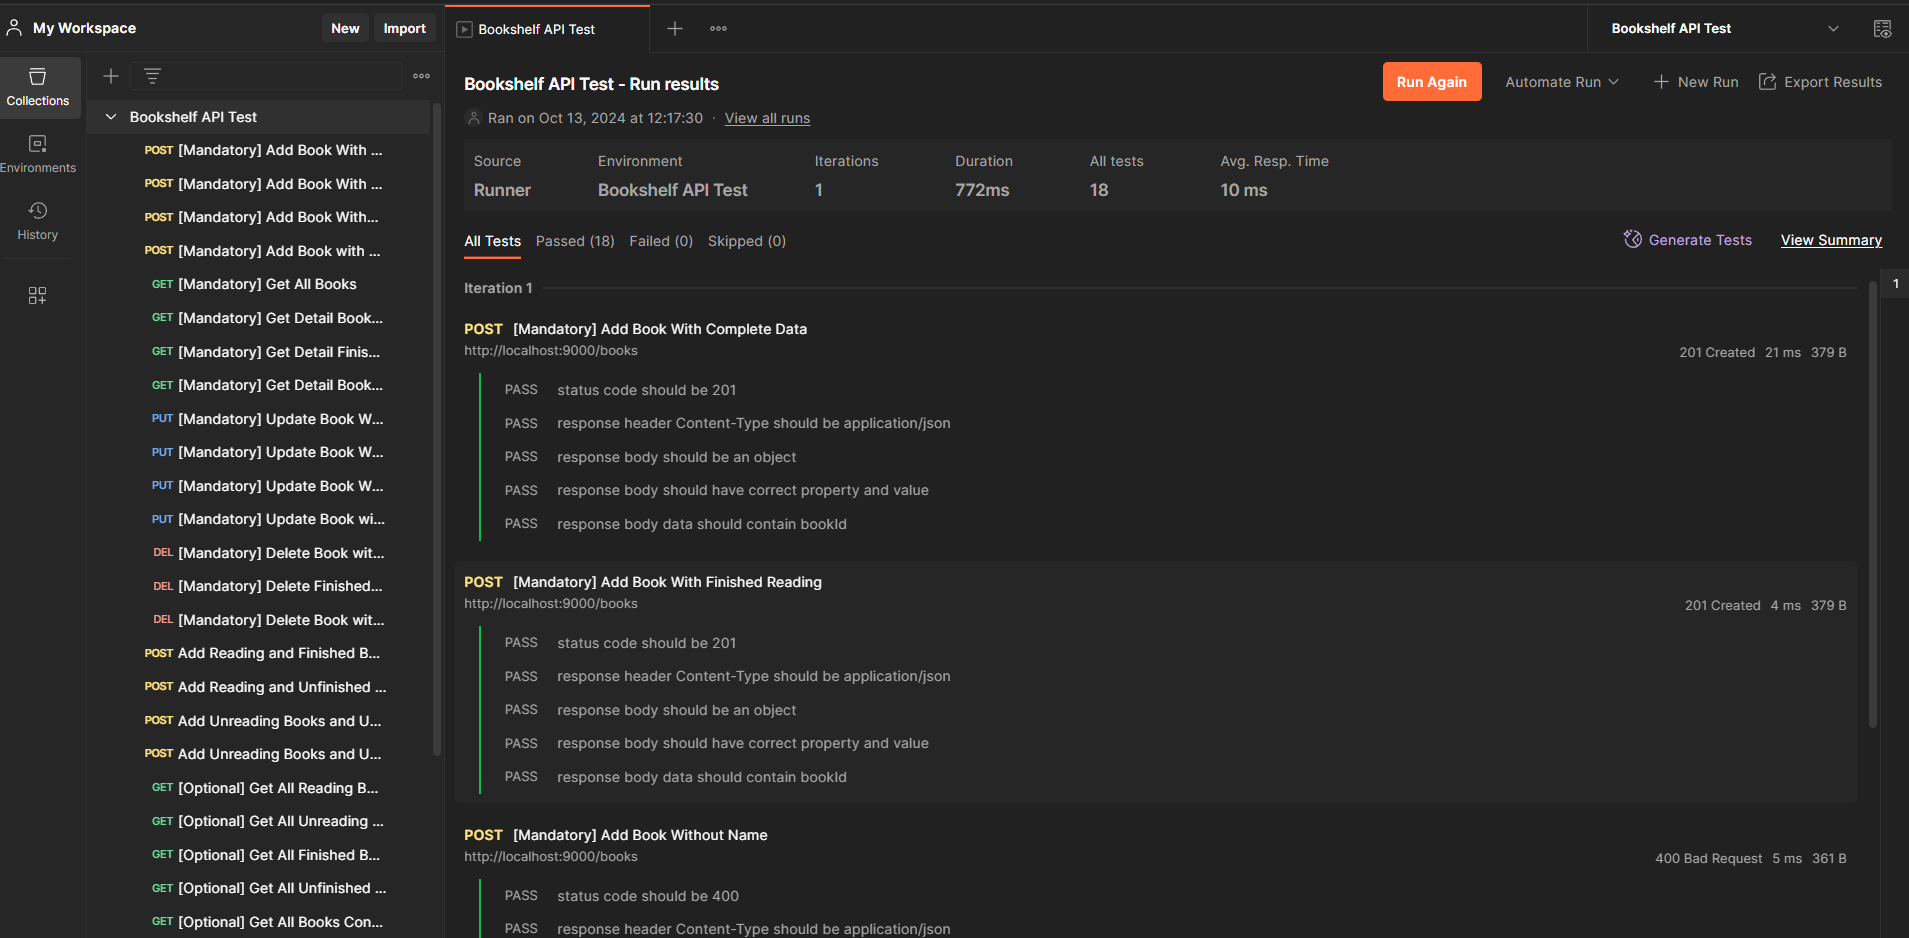 My Workspace
New
Import
Collections
Environments
History
Bookshelf API Test
POST [Mandatory] Add Book With ...
POST [Mandatory] Add Book With ...
POST [Mandatory] Add Book With...
POST [Mandatory] Add Book with ...
GET [Mandatory] Get All Books
GET [Mandatory] Get Detail Book...
GET [Mandatory] Get Detail Finis...
GET [Mandatory] Get Detail Book...
PUT [Mandatory] Update Book W...
PUT [Mandatory] Update Book W...
PUT [Mandatory] Update Book W...
PUT [Mandatory] Update Book wi...
DEL [Mandatory] Delete Book wit...
DEL [Mandatory] Delete Finished...
DEL [Mandatory] Delete Book wit...
POST Add Reading and Finished B...
POST Add Reading and Unfinished ...
POST Add Unreading Books and U...
POST Add Unreading Books and U...
GET [Optional] Get All Reading B...
GET [Optional] Get All Unreading ...
GET [Optional] Get All Finished B...
GET [Optional] Get All Unfinished ...
GET [Optional] Get All Books Con...
Bookshelf API Test
Bookshelf API Test
Bookshelf API Test - Run results
Run Again
Automate Run
New Run
Export Results
Ran on Oct 13, 2024 at 12:17:30 · View all runs
Source Environment Iterations Duration All tests Avg. Resp. Time
Runner Bookshelf API Test 1 772ms 18 10 ms
All Tests Passed (18) Failed (0) Skipped (0)
Generate Tests
View Summary
Iteration 1
1
POST [Mandatory] Add Book With Complete Data
http://localhost:9000/books
201 Created 21 ms 379 B
PASS status code should be 201
PASS response header Content-Type should be application/json
PASS response body should be an object
PASS response body should have correct property and value
PASS response body data should contain bookId
POST [Mandatory] Add Book With Finished Reading
http://localhost:9000/books
201 Created 4 ms 379 B
PASS status code should be 201
PASS response header Content-Type should be application/json
PASS response body should be an object
PASS response body should have correct property and value
PASS response body data should contain bookId
POST [Mandatory] Add Book Without Name
http://localhost:9000/books
400 Bad Request 5 ms 361 B
PASS status code should be 400
PASS response header Content-Type should be application/json